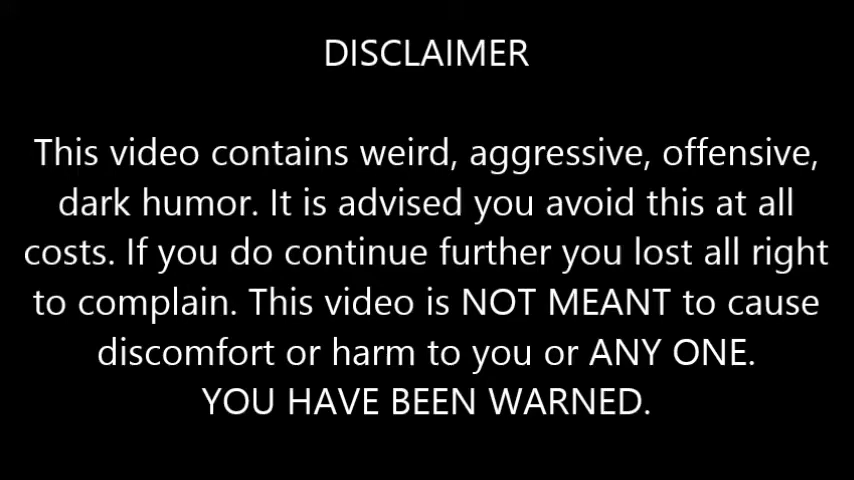 DISCLAIMER
This video contains weird, aggressive, offensive,
dark humor. It is advised you avoid this at all
costs. If you do continue further you lost all right
to complain. This video is NOT MEANT to cause
discomfort or harm to you or ANY ONE.
YOU HAVE BEEN WARNED.